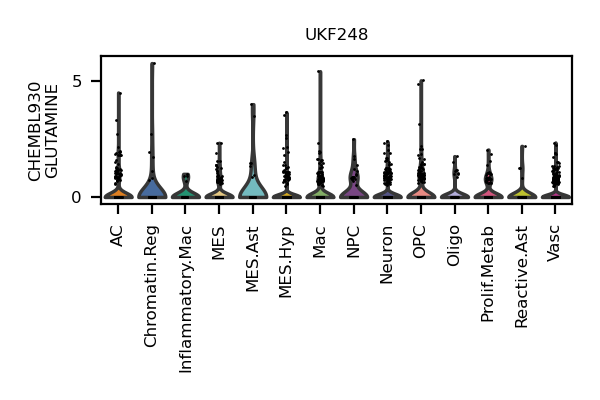 UKF248
CHEMBL930
GLUTAMINE
5
0
AC
Chromatin.Reg
Inflammatory.Mac
MES
MES.Ast
MES.Hyp
Mac
NPC
Neuron
OPC
Oligo
Prolif.Metab
Reactive.Ast
Vasc